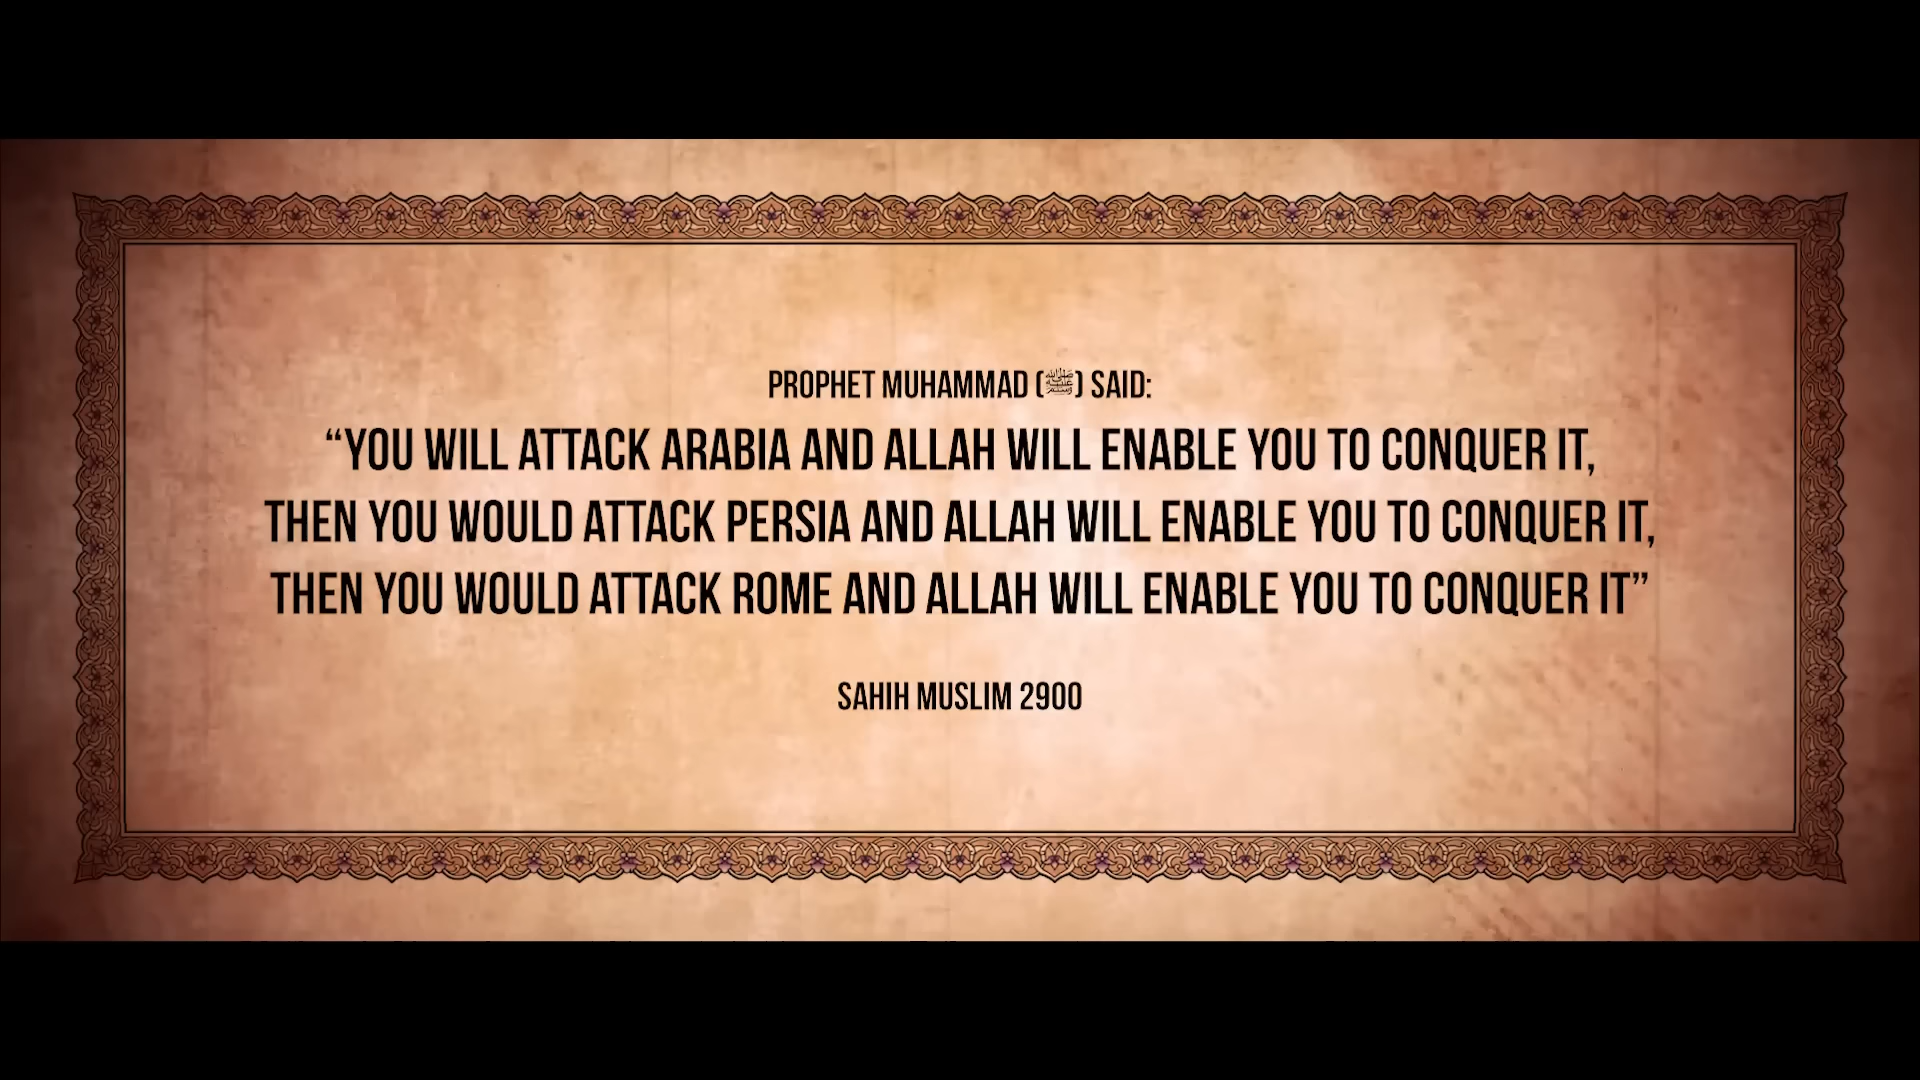 PROPHET MUHAMMAD (ﷺ) SAID:
“YOU WILL ATTACK ARABIA AND ALLAH WILL ENABLE YOU TO CONQUER IT,
THEN YOU WOULD ATTACK PERSIA AND ALLAH WILL ENABLE YOU TO CONQUER IT,
THEN YOU WOULD ATTACK ROME AND ALLAH WILL ENABLE YOU TO CONQUER IT”
SAHIH MUSLIM 2900